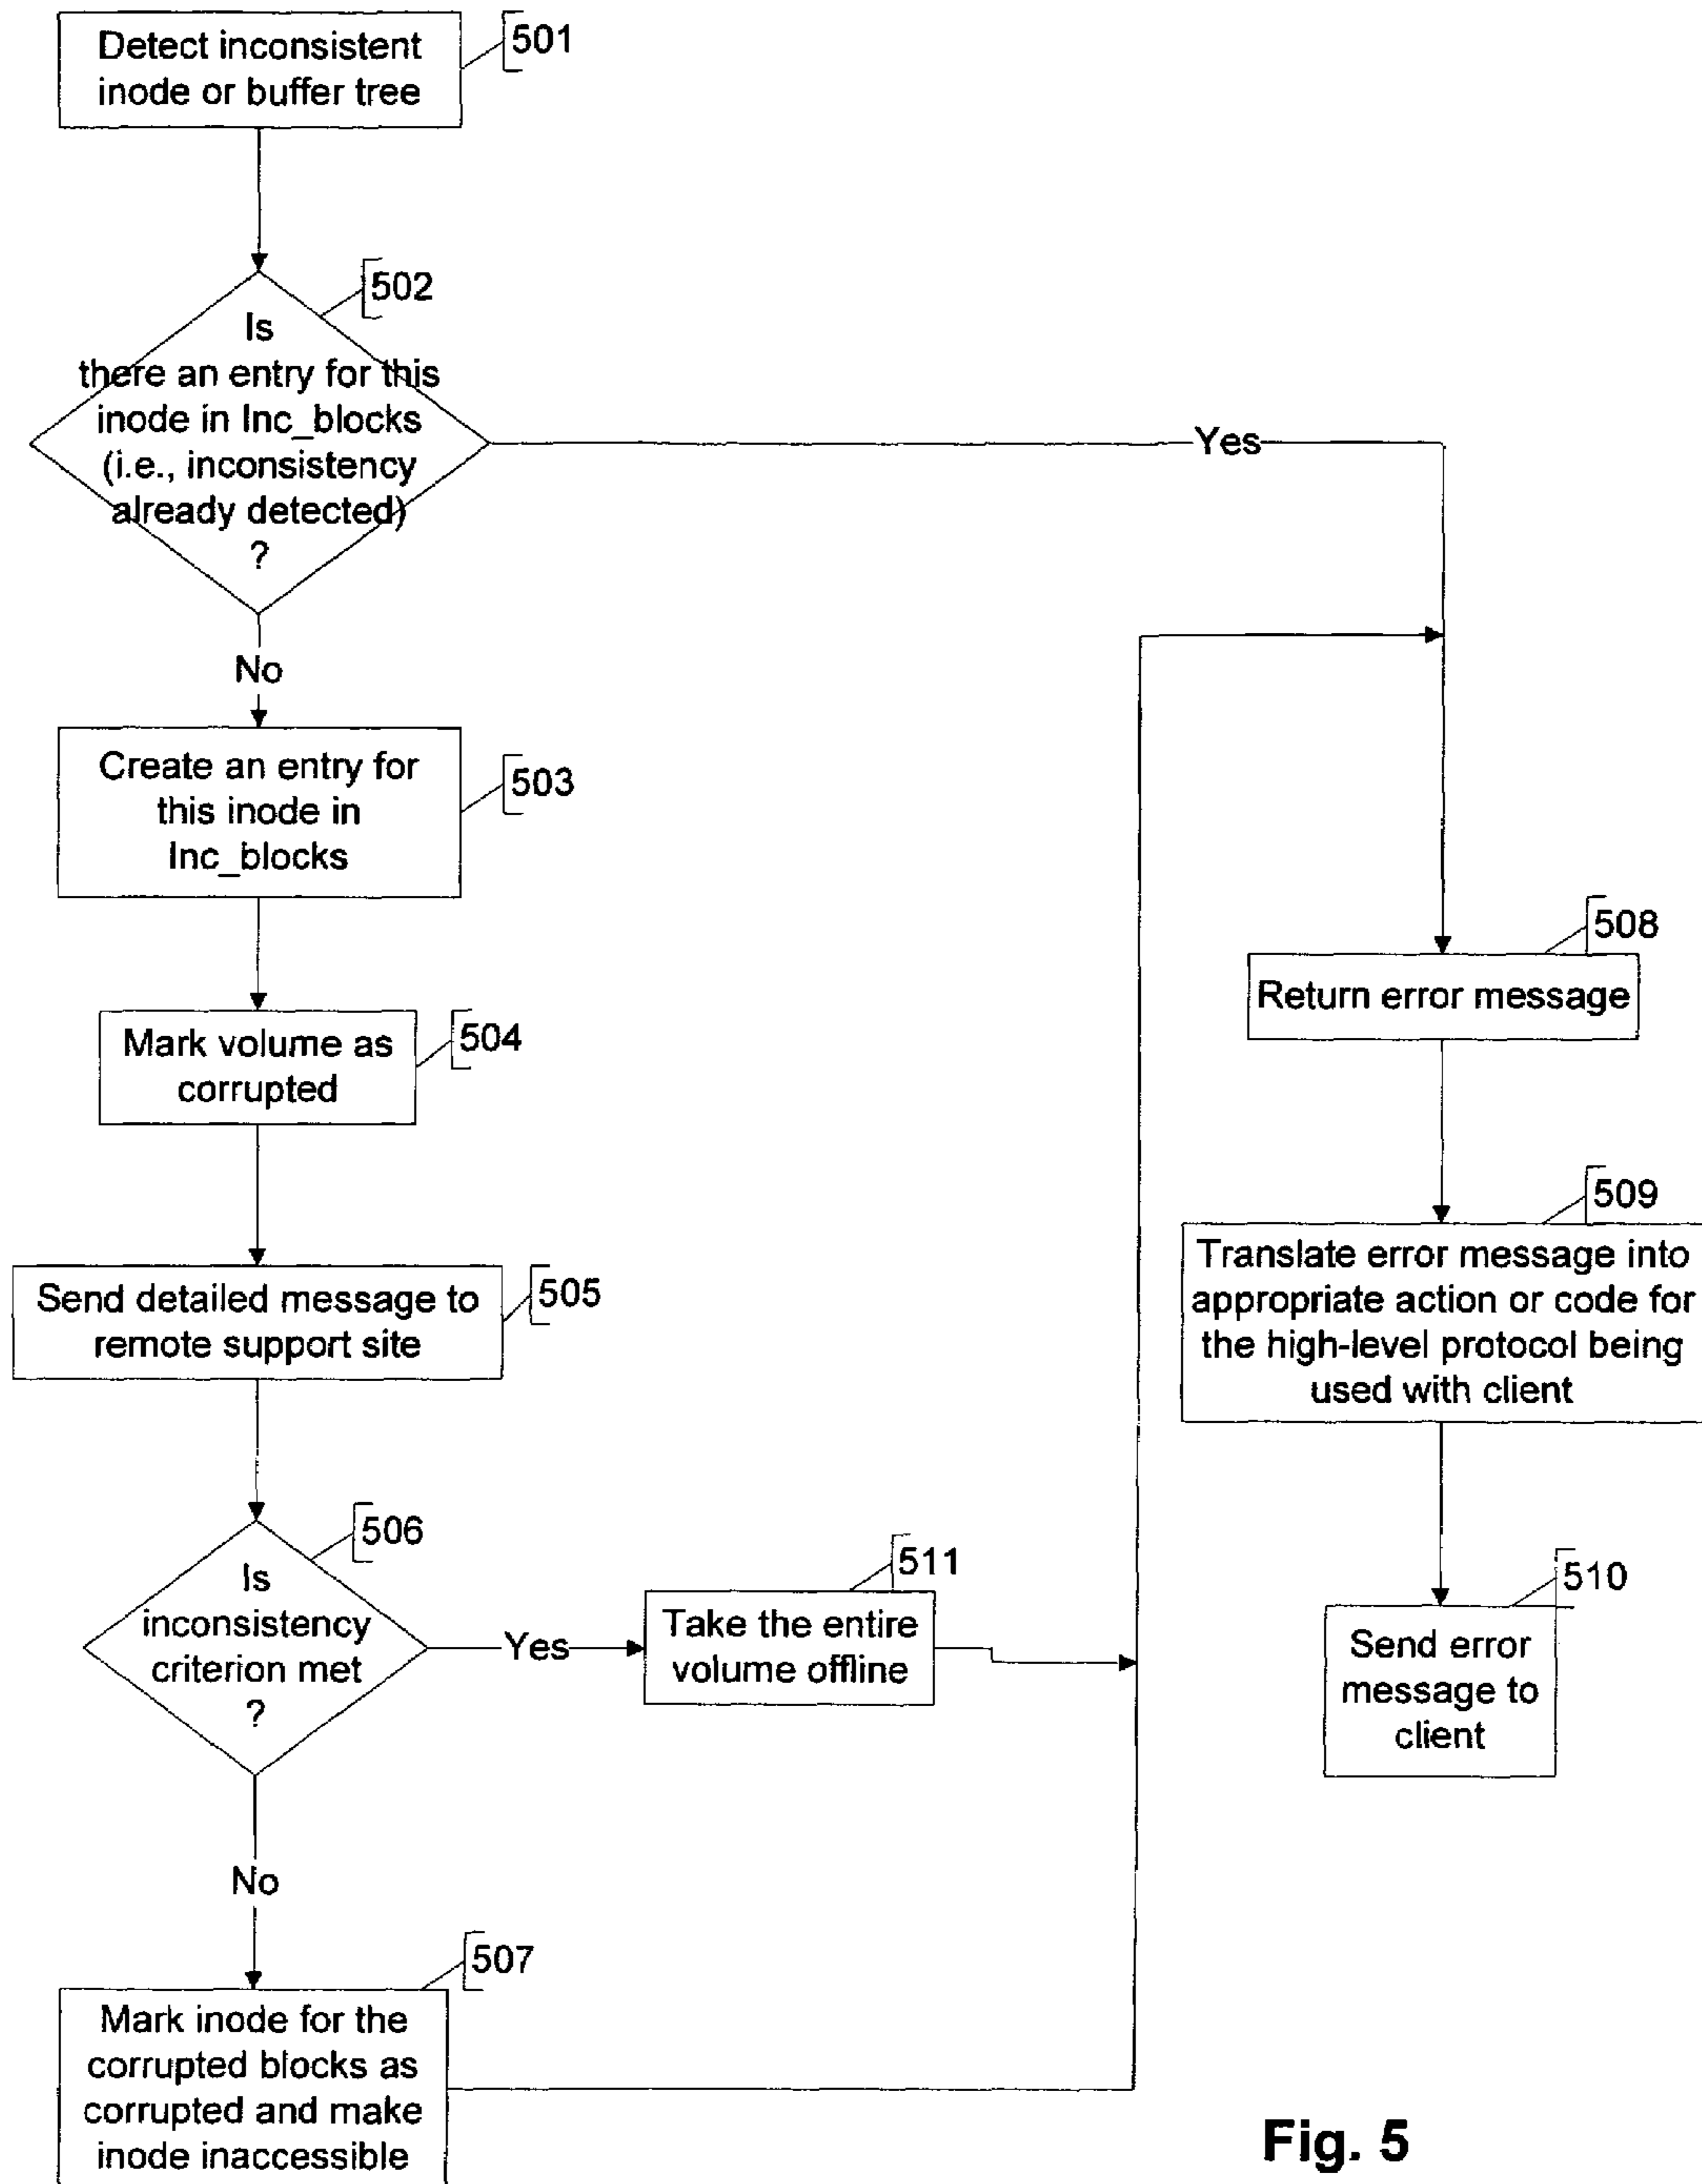 Detect inconsistent
inode or buffer tree
501
502
Is
there an entry for this
inode in Inc_blocks
(i.e., inconsistency
already detected)
?
Yes
No
Create an entry for
this inode in
Inc_blocks
503
Mark volume as
corrupted
504
Send detailed message to
remote support site
505
506
Is
inconsistency
criterion met
?
Yes
511
Take the entire
volume offline
No
507
Mark inode for the
corrupted blocks as
corrupted and make
inode inaccessible
508
Return error message
509
Translate error message into
appropriate action or code for
the high-level protocol being
used with client
510
Send error
message to
client
Fig. 5